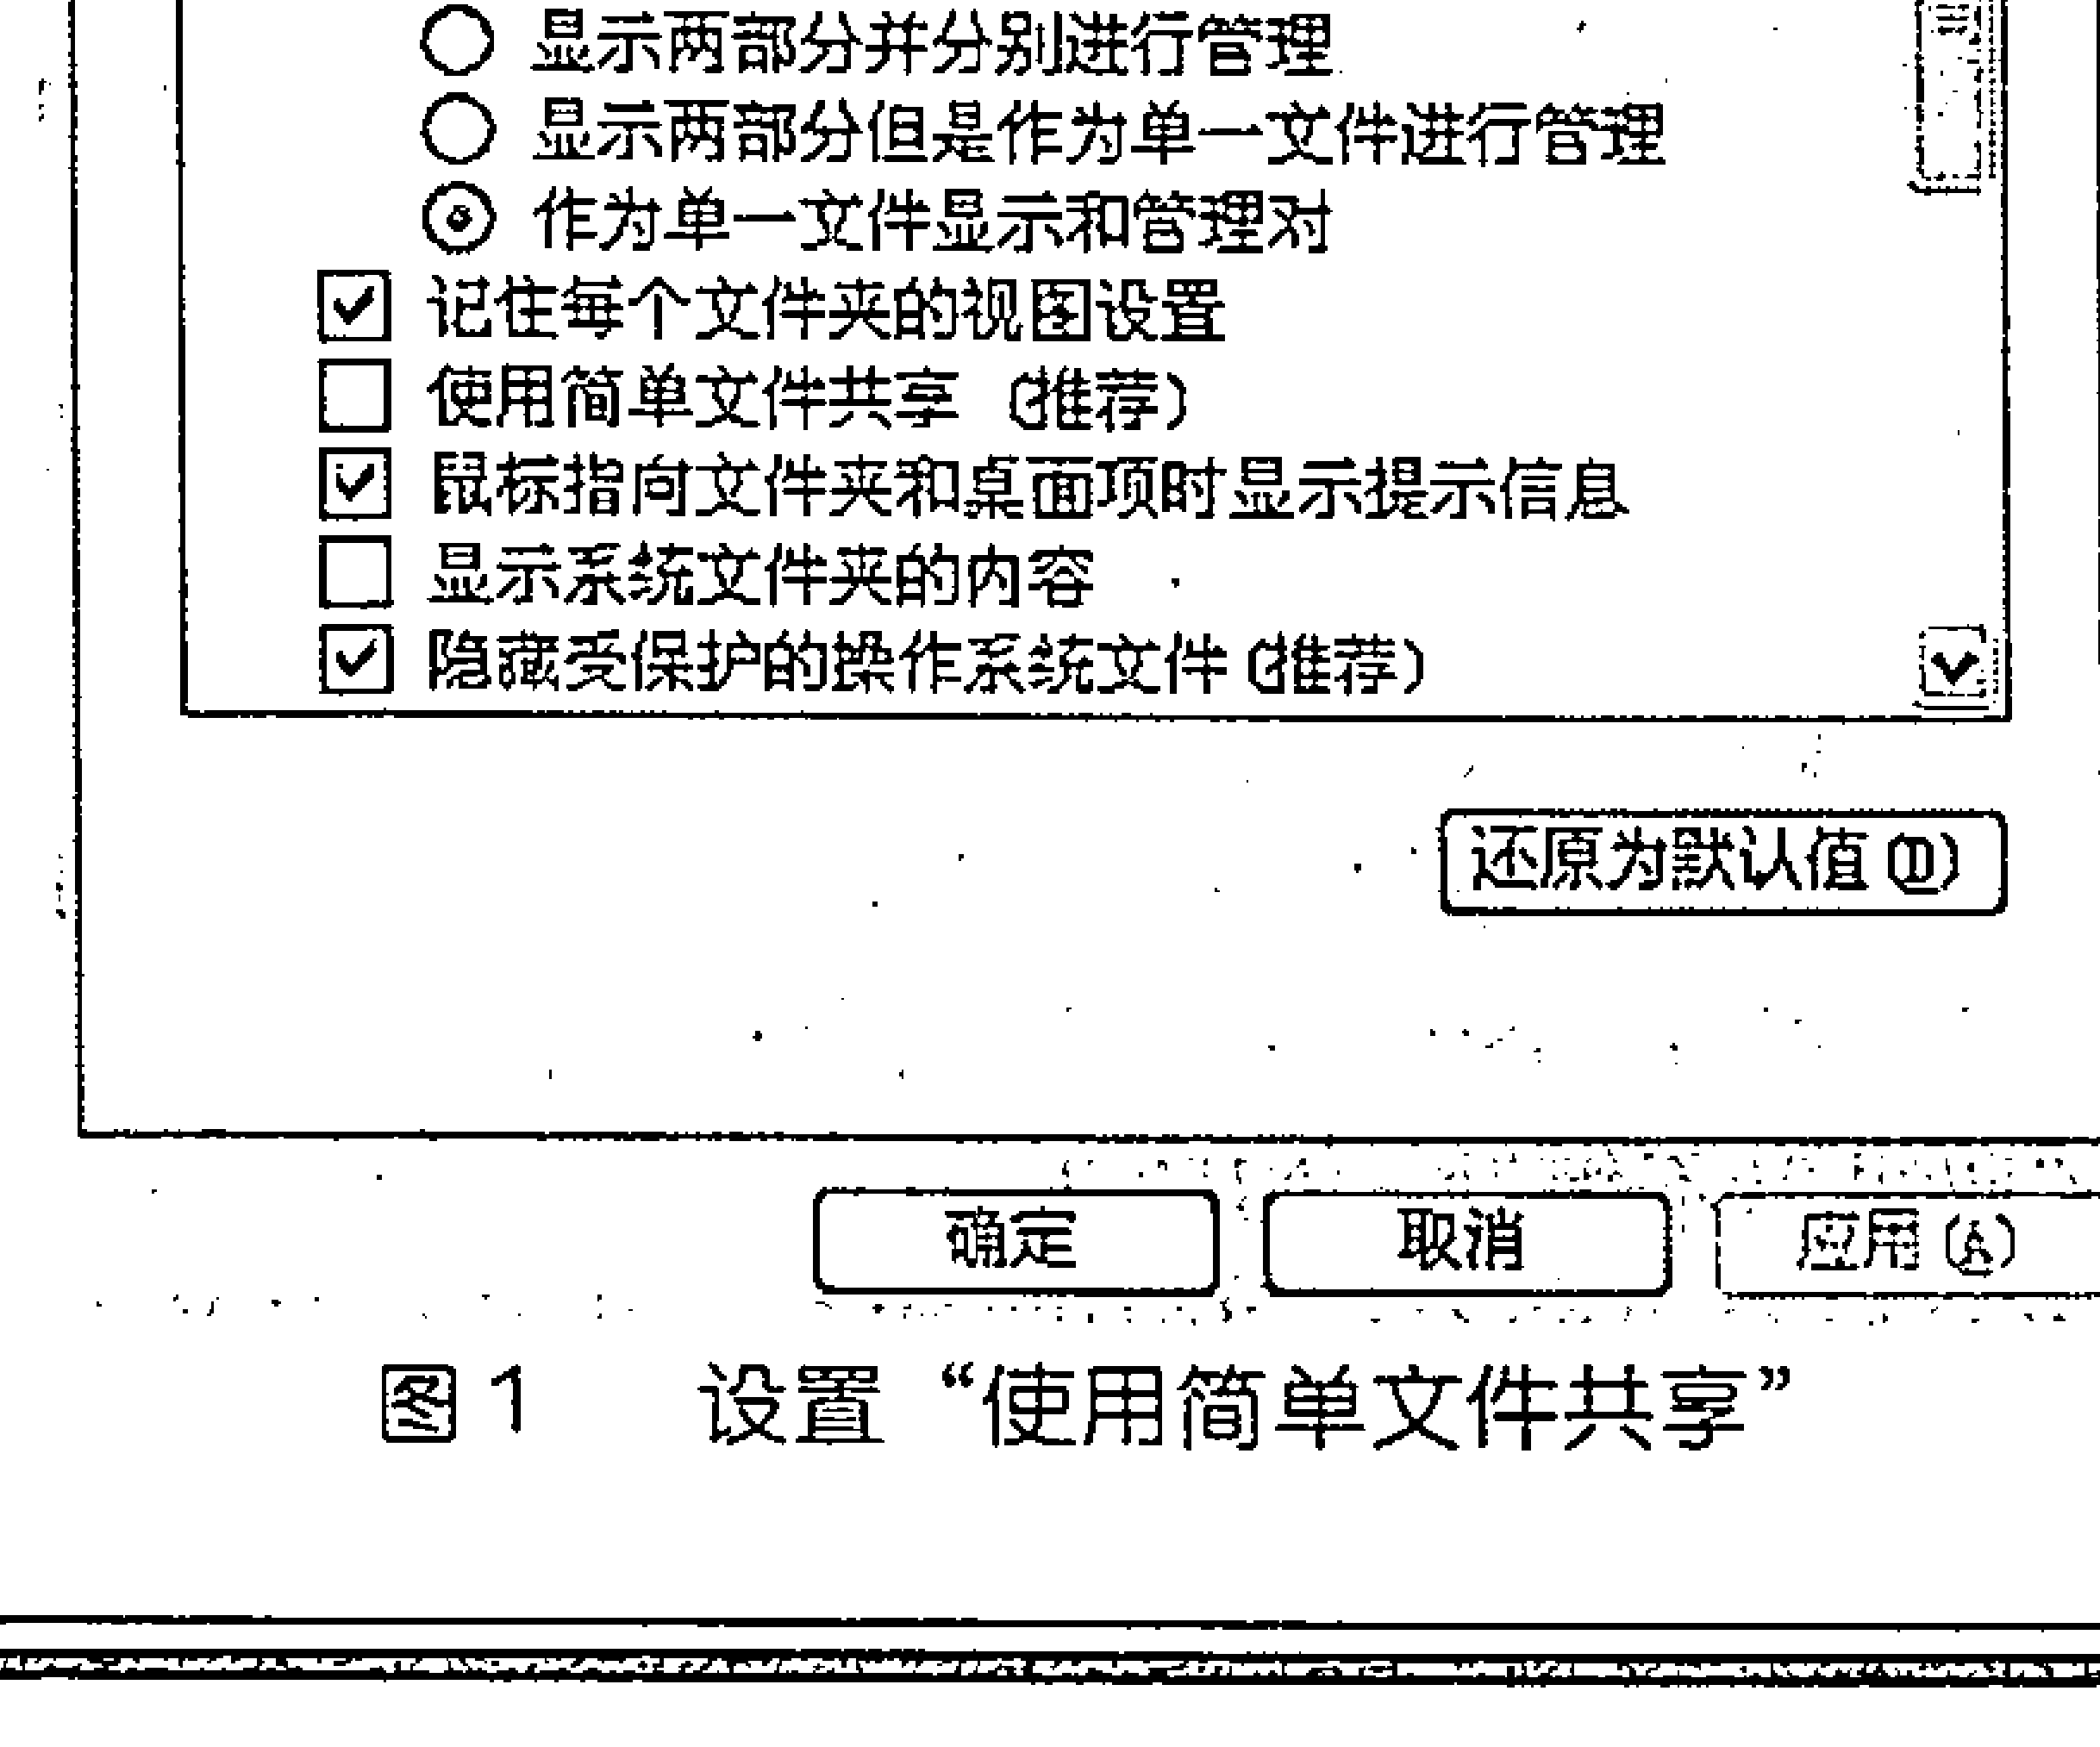 显示两部分并分别进行管理
显示两部分但是作为单一文件进行管理
作为单一文件显示和管理对
记住每个文件夹的视图设置
使用简单文件共享 (推荐)
鼠标指向文件夹和桌面项时显示提示信息
显示系统文件夹的内容
隐藏受保护的操作系统文件(推荐)
还原为默认值(D)
确定 取消 应用(A)
图1 设置“使用简单文件共享”